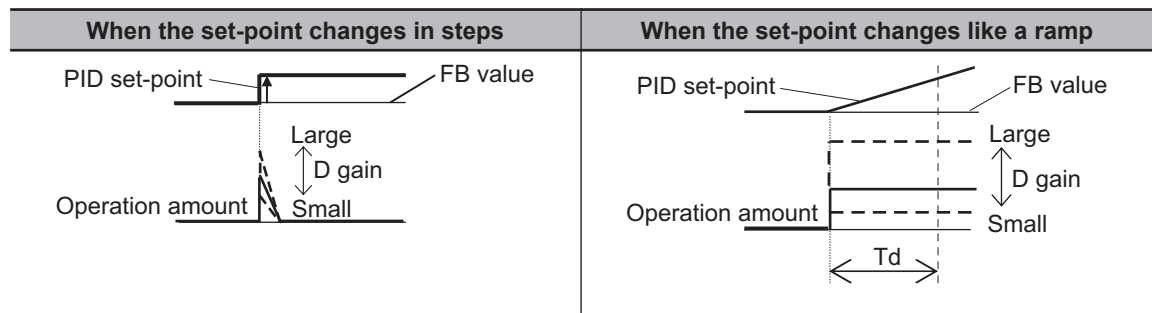 When the set-point changes in steps
PID set-point
FB value
Large
D gain
Small
Operation amount
When the set-point changes like a ramp
PID set-point
FB value
Large
D gain
Small
Operation amount
Td